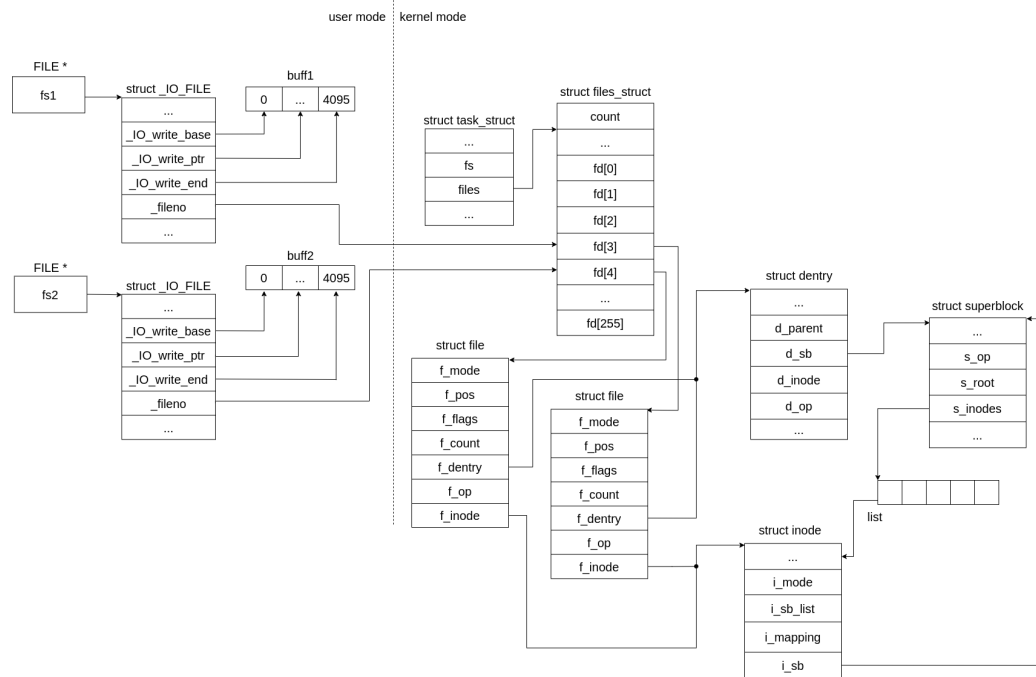 user mode
kernel mode
FILE *
fs1
struct _IO_FILE
...
_IO_write_base
_IO_write_ptr
_IO_write_end
_fileno
...
buff1
0 ... 4095
FILE *
fs2
struct _IO_FILE
...
_IO_write_base
_IO_write_ptr
_IO_write_end
_fileno
...
buff2
0 ... 4095
struct task_struct
...
fs
files
...
struct files_struct
count
...
fd[0]
fd[1]
fd[2]
fd[3]
fd[4]
...
fd[255]
struct file
f_mode
f_pos
f_flags
f_count
f_dentry
f_op
f_inode
struct file
f_mode
f_pos
f_flags
f_count
f_dentry
f_op
f_inode
struct dentry
...
d_parent
d_sb
d_inode
d_op
...
struct superblock
...
s_op
s_root
s_inodes
...
list
struct inode
...
i_mode
i_sb_list
i_mapping
i_sb